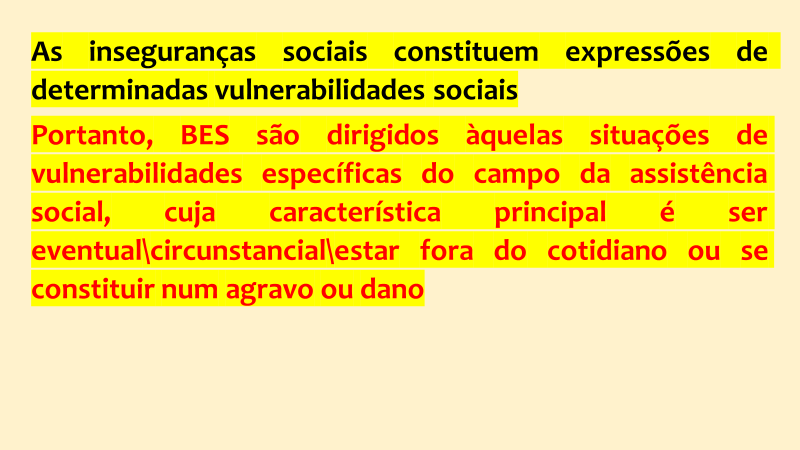 As inseguranças sociais constituem expressões de
determinadas vulnerabilidades sociais
Portanto, BES são dirigidos àquelas situações de
vulnerabilidades específicas do campo da assistência
social, cuja característica principal é ser
eventual\circunstancial\estar fora do cotidiano ou se
constituir num agravo ou dano